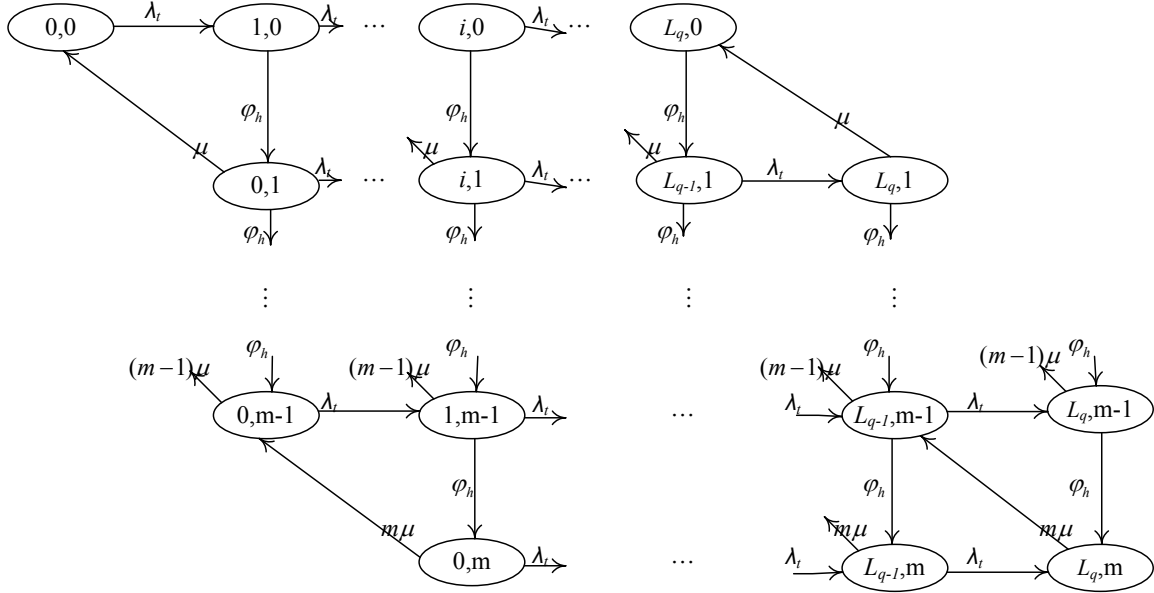 0,0 λt 1,0 λt ⋯ i,0 λt ⋯ Lq,0
φh φh φh μ
μ μ μ
0,1 λt ⋯ i,1 λt ⋯ Lq-1,1 λt Lq,1
φh φh φh φh
⋮ ⋮ ⋮ ⋮
φh φh φh φh
(m−1)μ (m−1)μ (m−1)μ (m−1)μ
0,m-1 λt 1,m-1 λt ⋯ λt Lq-1,m-1 λt Lq,m-1
φh φh φh
mμ mμ mμ
0,m λt ⋯ λt Lq-1,m λt Lq,m